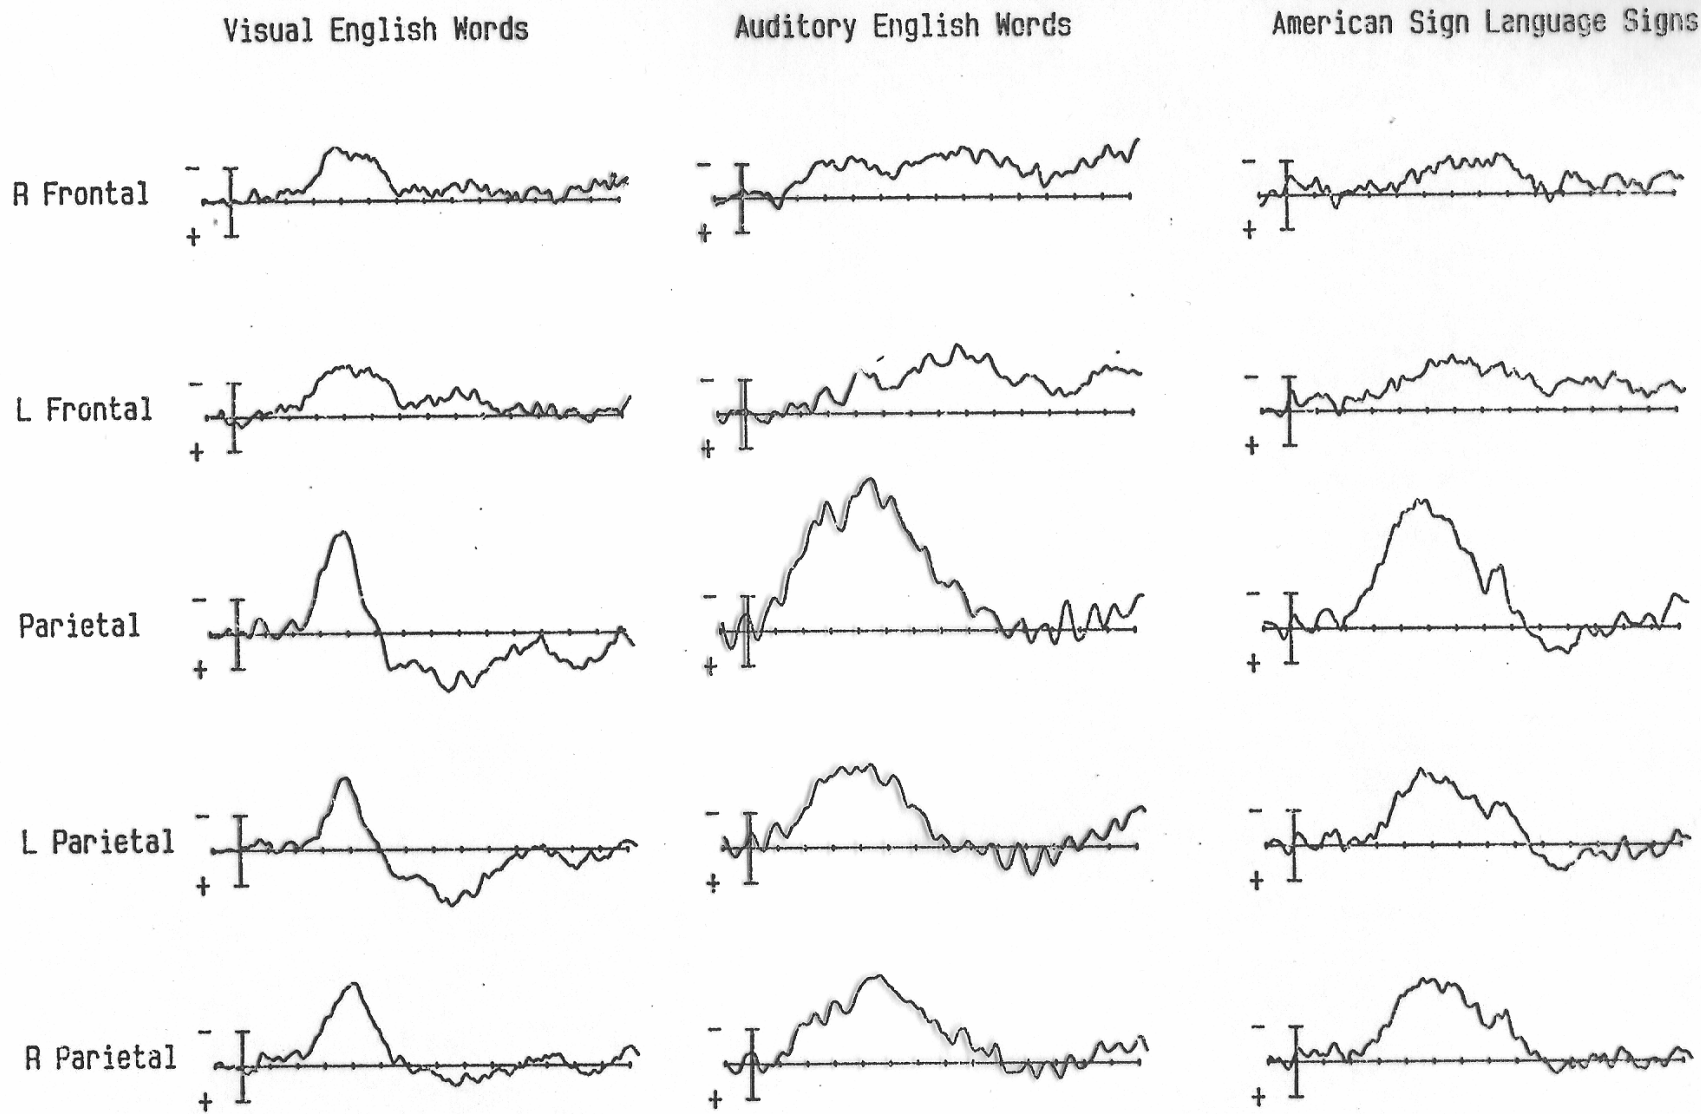 Visual English Words
Auditory English Words
American Sign Language Signs
R Frontal
- + - + - +
L Frontal
- + - + - +
Parietal
- + - + - +
L Parietal
- + - + - +
R Parietal
- + - + - +